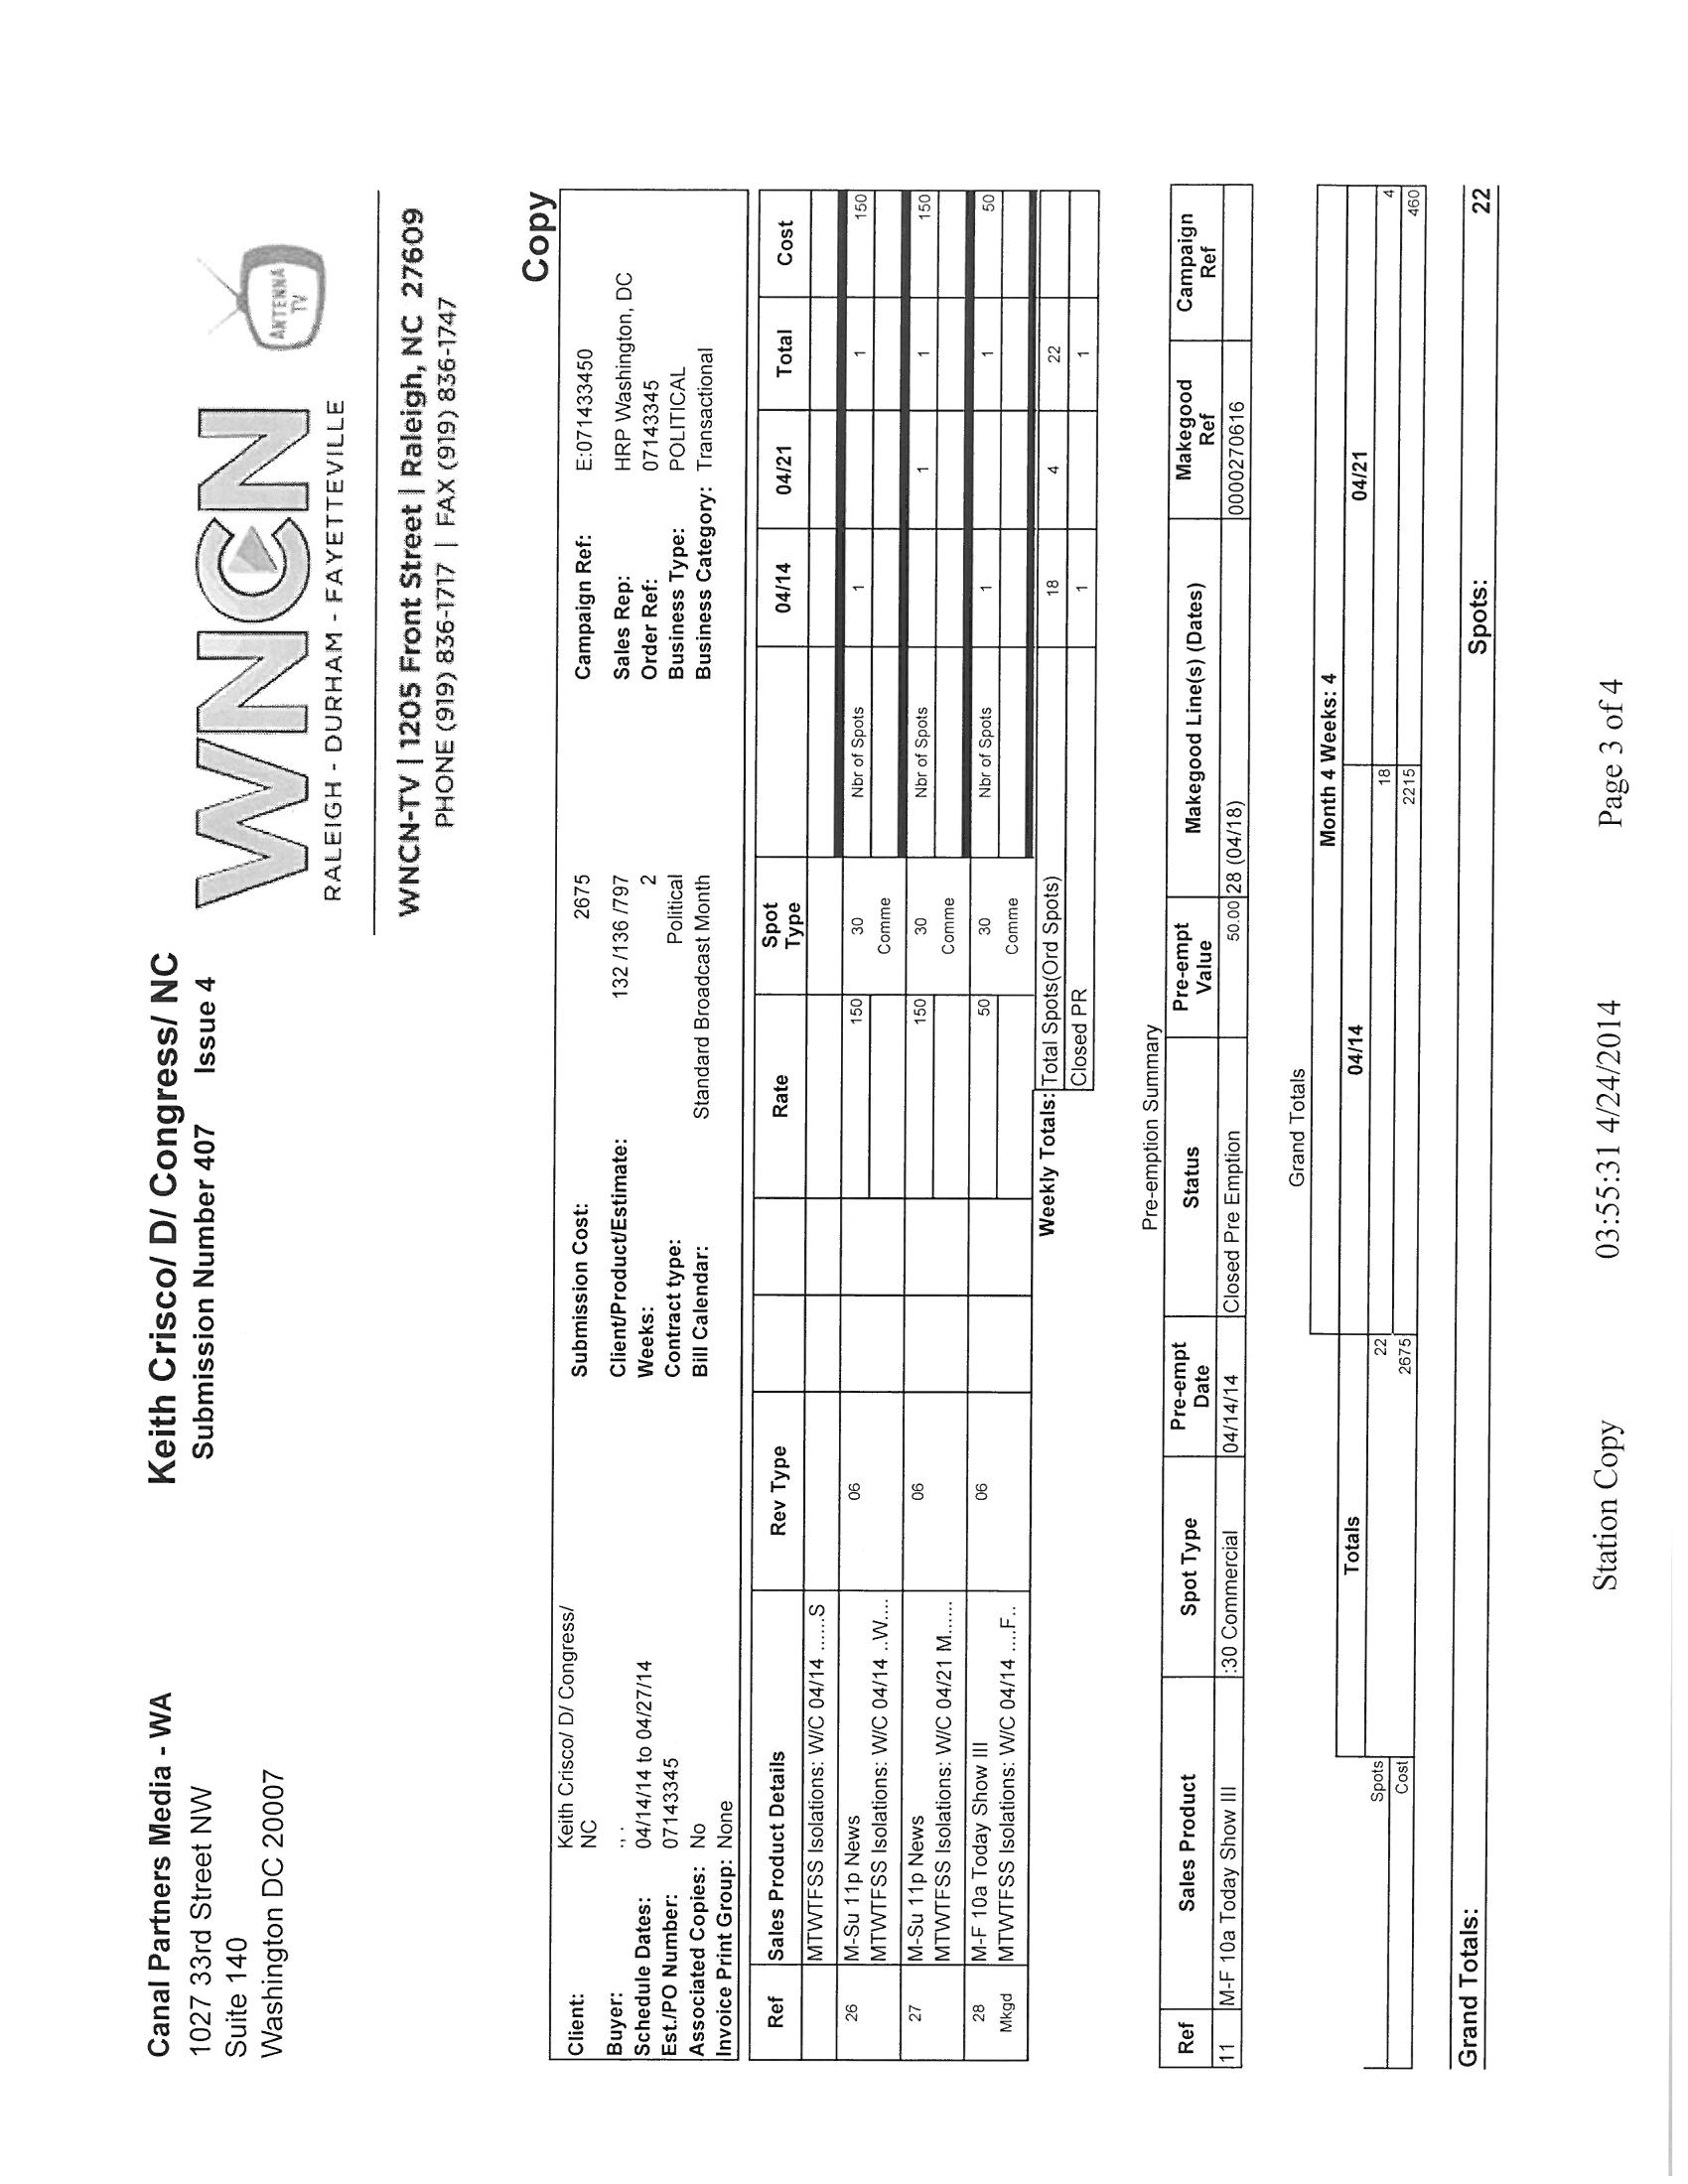 Canal Partners Media - WA
1027 33rd Street NW
Suite 140
Washington DC 20007
Keith Crisco/ D/ Congress/ NC
Submission Number 407 Issue 4
WNCN
RALEIGH - DURHAM - FAYETTEVILLE
ANTENNA
TV
WNCN-TV | 1205 Front Street | Raleigh, NC 27609
PHONE (919) 836-1717 | FAX (919) 836-1747
Copy
Client: Keith Crisco/ D/ Congress/ Submission Cost: 2675 Campaign Ref: E:071433450
NC
Buyer: ., . Client/Product/Estimate: 132 /136 /797 Sales Rep: HRP Washington, DC
Schedule Dates: 04/14/14 to 04/27/14 Weeks: 2 Order Ref: 07143345
Est./PO Number: 07143345 Contract type: Political Business Type: POLITICAL
Associated Copies: No Bill Calendar: Standard Broadcast Month Business Category: Transactional
Invoice Print Group: None
Ref Sales Product Details Rev Type Rate Spot Type 04/14 04/21 Total Cost
MTWTFSS Isolations: W/C 04/14 ......S
26 M-Su 11p News 06 150 30 Nbr of Spots 1 1 150
MTWTFSS Isolations: W/C 04/14 ..W.... Comme
27 M-Su 11p News 06 150 30 Nbr of Spots 1 1 150
MTWTFSS Isolations: W/C 04/21 M...... Comme
28 M-F 10a Today Show III 06 50 30 Nbr of Spots 1 1 50
Mkgd MTWTFSS Isolations: W/C 04/14 ....F.. Comme
Weekly Totals: Total Spots(Ord Spots) 18 4 22
Closed PR 1 1
Pre-emption Summary
Ref Sales Product Spot Type Pre-empt Date Status Pre-empt Value Makegood Line(s) (Dates) Makegood Ref Campaign Ref
11 M-F 10a Today Show III :30 Commercial 04/14/14 Closed Pre Emption 50.00 28 (04/18) 0000270616
Grand Totals
Month 4 Weeks: 4
Totals 04/14 04/21
Spots 22 18 4
Cost 2675 2215 460
Grand Totals: Spots: 22
Station Copy 03:55:31 4/24/2014 Page 3 of 4